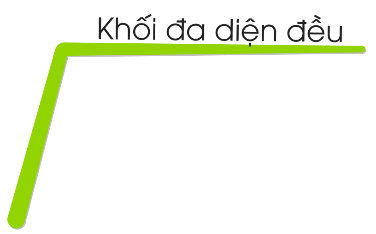 Khối đa diện đều